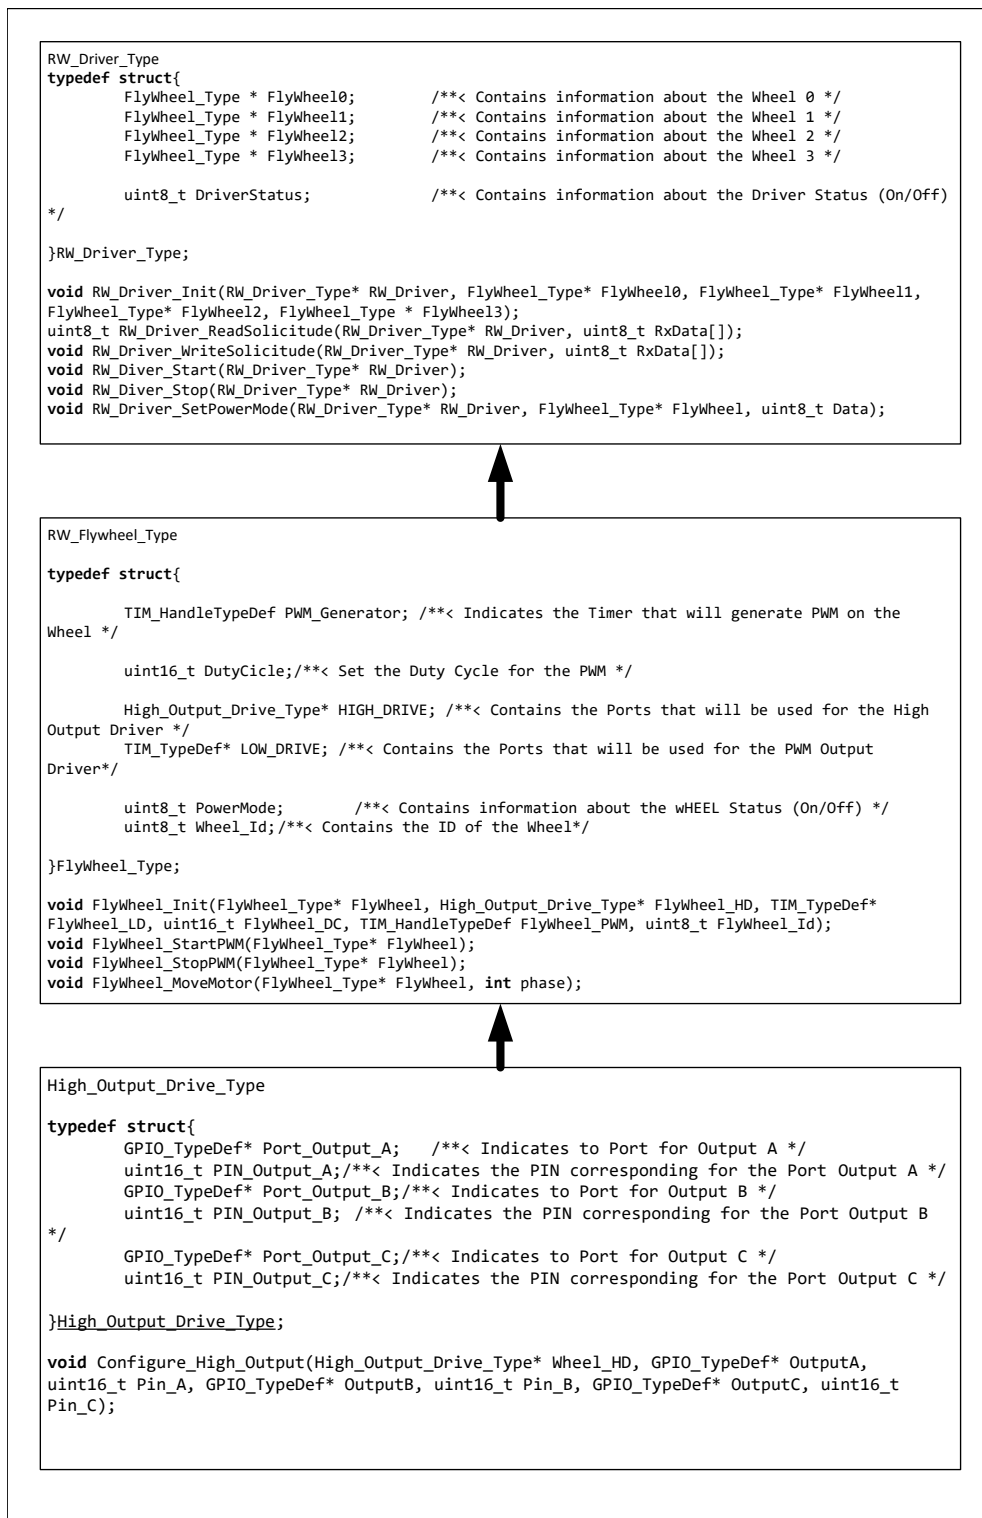 RW_Driver_Type
typedef struct{
FlyWheel_Type * FlyWheel0; /**< Contains information about the Wheel 0 */
FlyWheel_Type * FlyWheel1; /**< Contains information about the Wheel 1 */
FlyWheel_Type * FlyWheel2; /**< Contains information about the Wheel 2 */
FlyWheel_Type * FlyWheel3; /**< Contains information about the Wheel 3 */
uint8_t DriverStatus; /**< Contains information about the Driver Status (On/Off)
*/
}RW_Driver_Type;
void RW_Driver_Init(RW_Driver_Type* RW_Driver, FlyWheel_Type* FlyWheel0, FlyWheel_Type* FlyWheel1,
FlyWheel_Type* FlyWheel2, FlyWheel_Type * FlyWheel3);
uint8_t RW_Driver_ReadSolicitude(RW_Driver_Type* RW_Driver, uint8_t RxData[]);
void RW_Driver_WriteSolicitude(RW_Driver_Type* RW_Driver, uint8_t RxData[]);
void RW_Diver_Start(RW_Driver_Type* RW_Driver);
void RW_Diver_Stop(RW_Driver_Type* RW_Driver);
void RW_Driver_SetPowerMode(RW_Driver_Type* RW_Driver, FlyWheel_Type* FlyWheel, uint8_t Data);
RW_Flywheel_Type
typedef struct{
TIM_HandleTypeDef PWM_Generator; /**< Indicates the Timer that will generate PWM on the
Wheel */
uint16_t DutyCicle;/**< Set the Duty Cycle for the PWM */
High_Output_Drive_Type* HIGH_DRIVE; /**< Contains the Ports that will be used for the High
Output Driver */
TIM_TypeDef* LOW_DRIVE; /**< Contains the Ports that will be used for the PWM Output
Driver*/
uint8_t PowerMode; /**< Contains information about the wHEEL Status (On/Off) */
uint8_t Wheel_Id;/**< Contains the ID of the Wheel*/
}FlyWheel_Type;
void FlyWheel_Init(FlyWheel_Type* FlyWheel, High_Output_Drive_Type* FlyWheel_HD, TIM_TypeDef*
FlyWheel_LD, uint16_t FlyWheel_DC, TIM_HandleTypeDef FlyWheel_PWM, uint8_t FlyWheel_Id);
void FlyWheel_StartPWM(FlyWheel_Type* FlyWheel);
void FlyWheel_StopPWM(FlyWheel_Type* FlyWheel);
void FlyWheel_MoveMotor(FlyWheel_Type* FlyWheel, int phase);
High_Output_Drive_Type
typedef struct{
GPIO_TypeDef* Port_Output_A; /**< Indicates to Port for Output A */
uint16_t PIN_Output_A;/**< Indicates the PIN corresponding for the Port Output A */
GPIO_TypeDef* Port_Output_B;/**< Indicates to Port for Output B */
uint16_t PIN_Output_B; /**< Indicates the PIN corresponding for the Port Output B
*/
GPIO_TypeDef* Port_Output_C;/**< Indicates to Port for Output C */
uint16_t PIN_Output_C;/**< Indicates the PIN corresponding for the Port Output C */
}High_Output_Drive_Type;
void Configure_High_Output(High_Output_Drive_Type* Wheel_HD, GPIO_TypeDef* OutputA,
uint16_t Pin_A, GPIO_TypeDef* OutputB, uint16_t Pin_B, GPIO_TypeDef* OutputC, uint16_t
Pin_C);